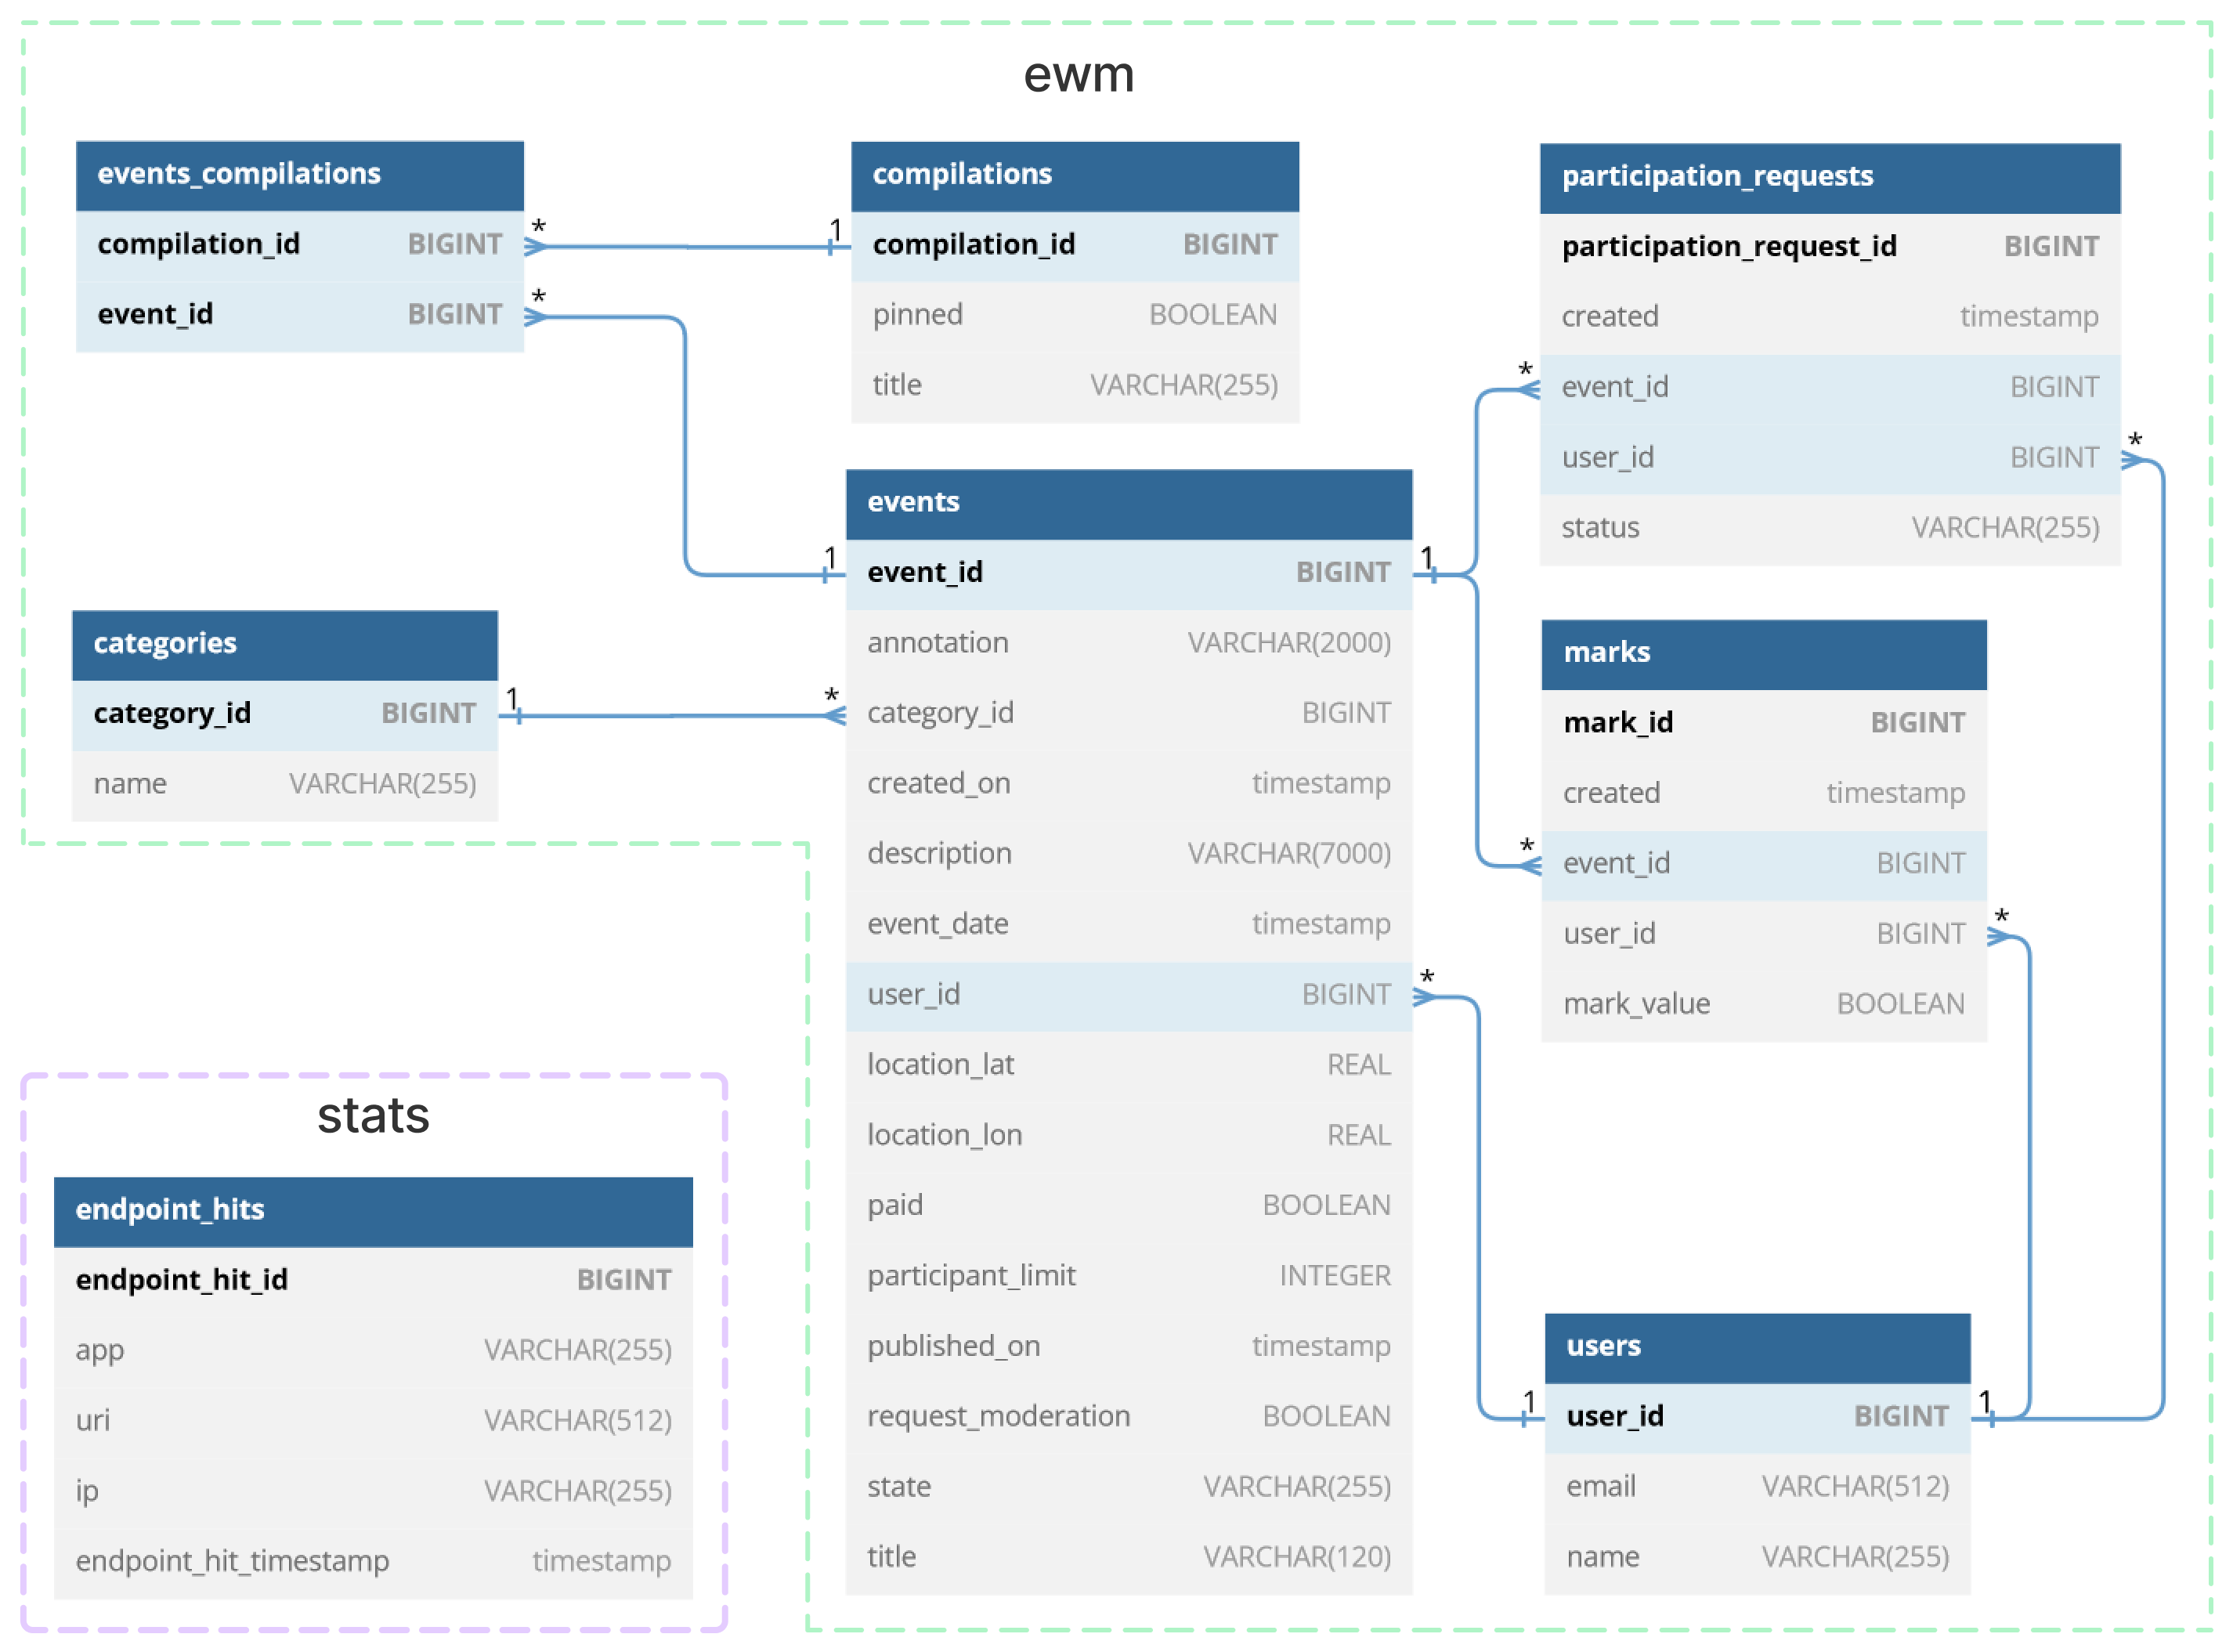 ewm
events_compilations
compilation_id BIGINT
event_id BIGINT
*
*
compilations
compilation_id BIGINT
pinned BOOLEAN
title VARCHAR(255)
1
participation_requests
participation_request_id BIGINT
created timestamp
event_id BIGINT
user_id BIGINT
status VARCHAR(255)
*
*
categories
category_id BIGINT
name VARCHAR(255)
1
events
event_id BIGINT
annotation VARCHAR(2000)
category_id BIGINT
created_on timestamp
description VARCHAR(7000)
event_date timestamp
user_id BIGINT
location_lat REAL
location_lon REAL
paid BOOLEAN
participant_limit INTEGER
published_on timestamp
request_moderation BOOLEAN
state VARCHAR(255)
title VARCHAR(120)
1
1
*
*
marks
mark_id BIGINT
created timestamp
event_id BIGINT
user_id BIGINT
mark_value BOOLEAN
*
*
users
user_id BIGINT
email VARCHAR(512)
name VARCHAR(255)
1
1
stats
endpoint_hits
endpoint_hit_id BIGINT
app VARCHAR(255)
uri VARCHAR(512)
ip VARCHAR(255)
endpoint_hit_timestamp timestamp